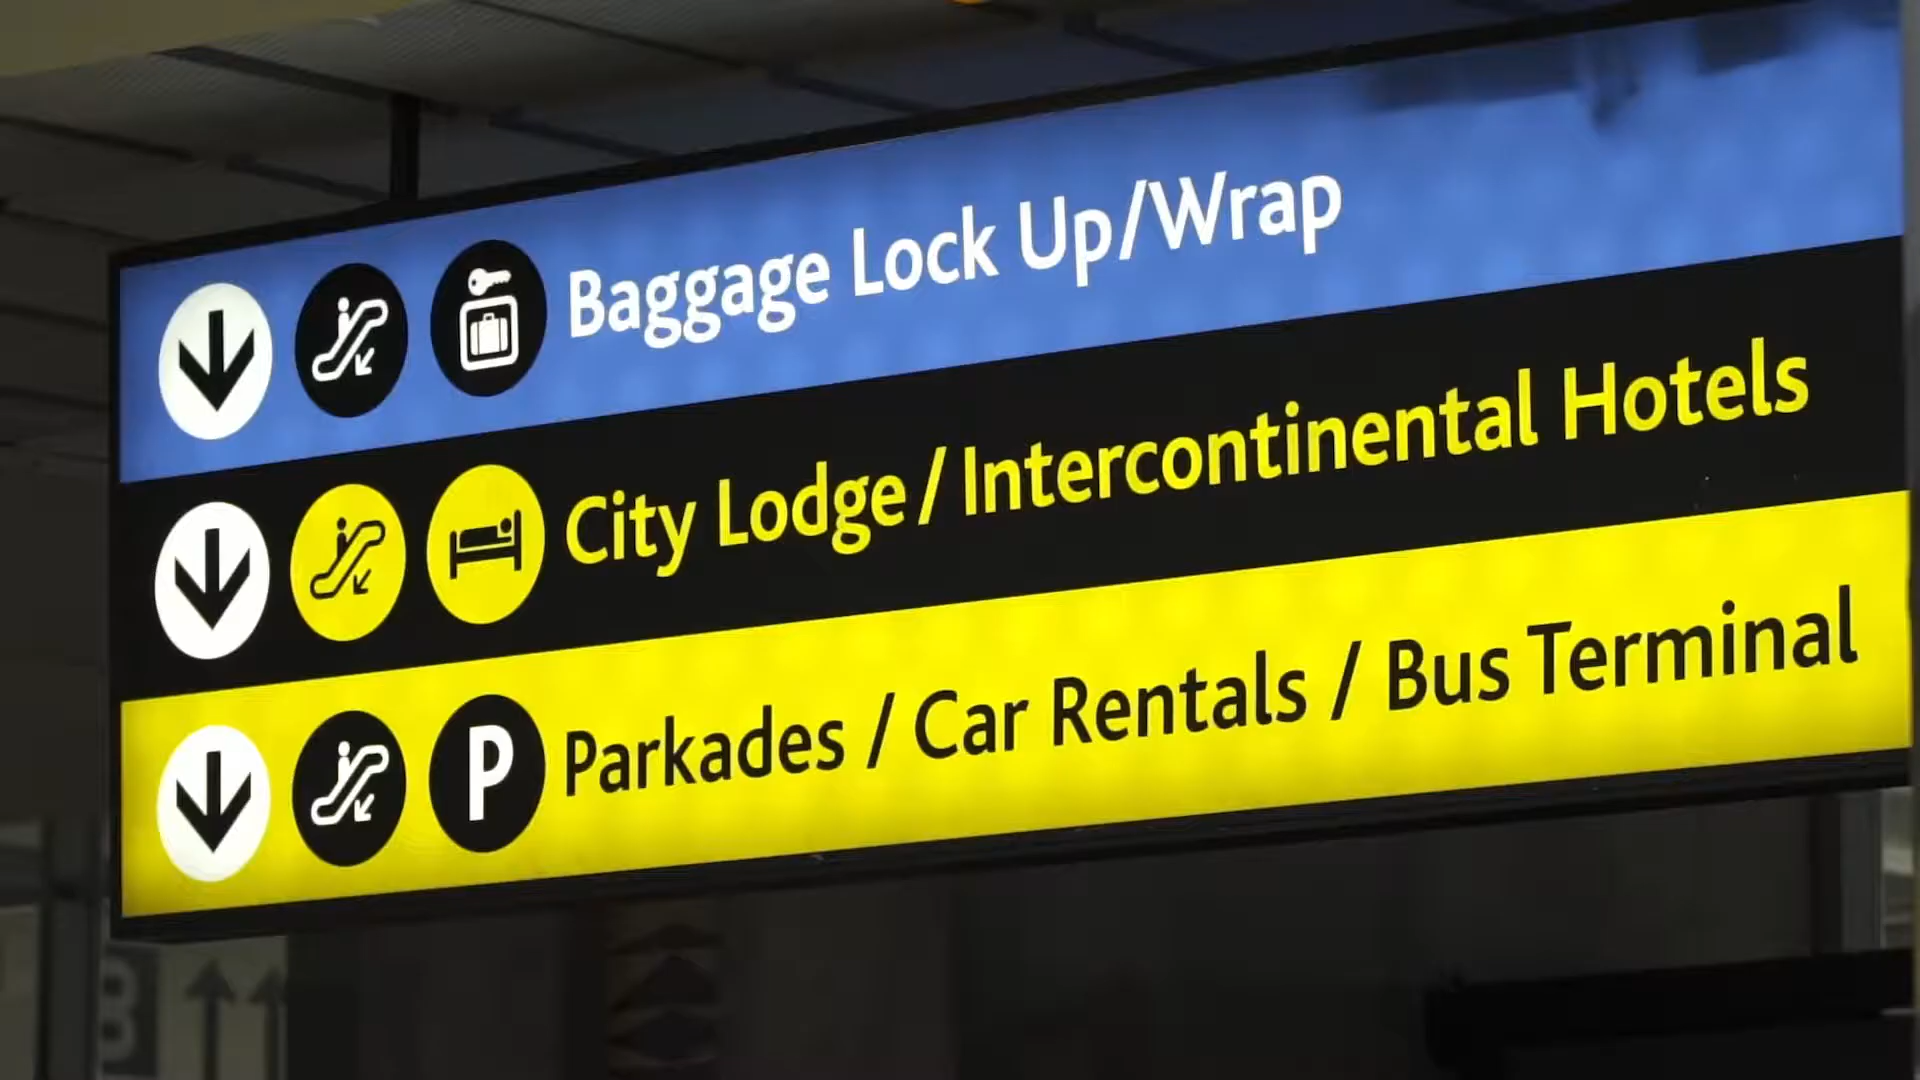 Baggage Lock Up/Wrap
City Lodge / Intercontinental Hotels
P Parkades / Car Rentals / Bus Terminal
B